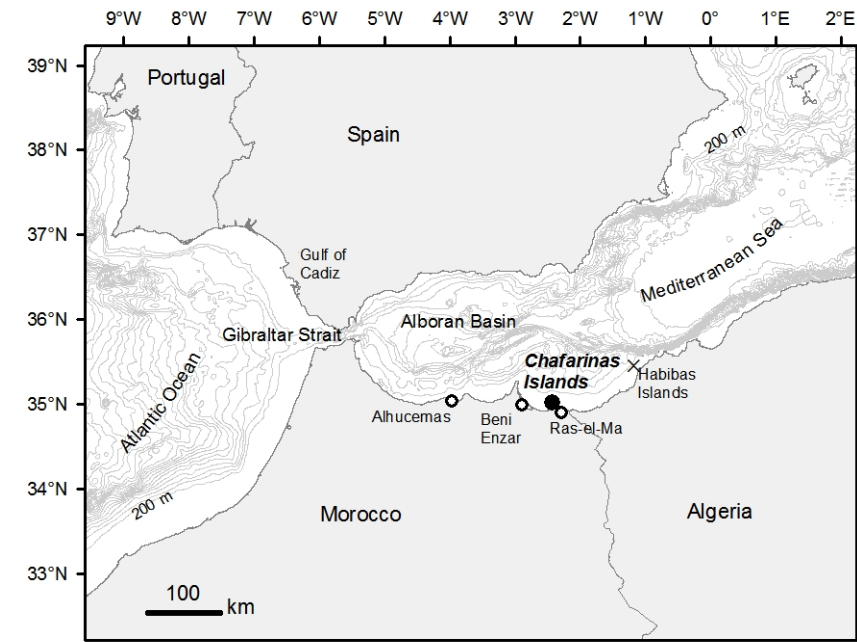 9°W 8°W 7°W 6°W 5°W 4°W 3°W 2°W 1°W 0° 1°E 2°E
39°N
Portugal
Spain
38°N
200 m
37°N
Gulf of
Cadiz
Mediterranean Sea
36°N
Gibraltar Strait
Alboran Basin
Chafarinas
Islands
Habibas
Islands
Atlantic Ocean
35°N
Alhucemas
Beni
Enzar
Ras-el-Ma
34°N
200 m
Morocco
Algeria
33°N
100
km